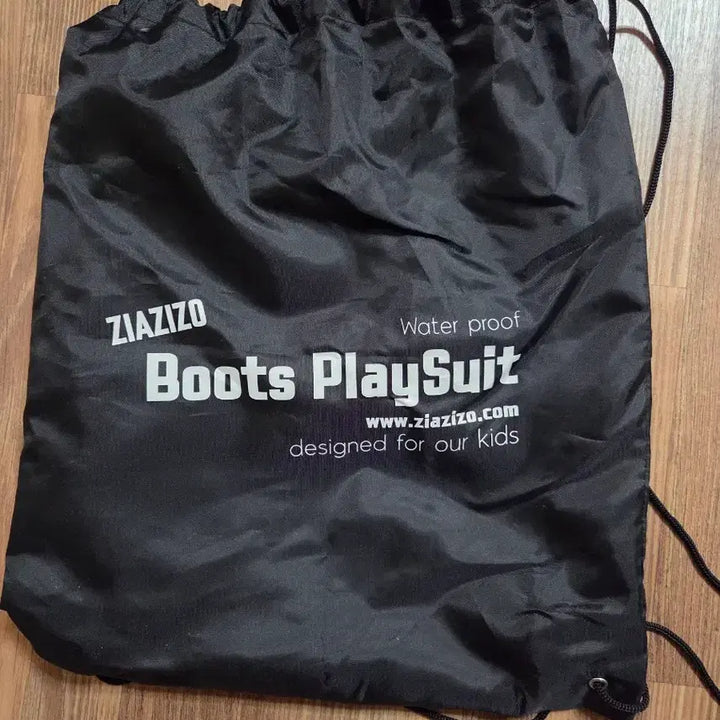 ZIAZIZO
Water proof
Boots PlaySuit
www.ziazizo.com
designed for our kids